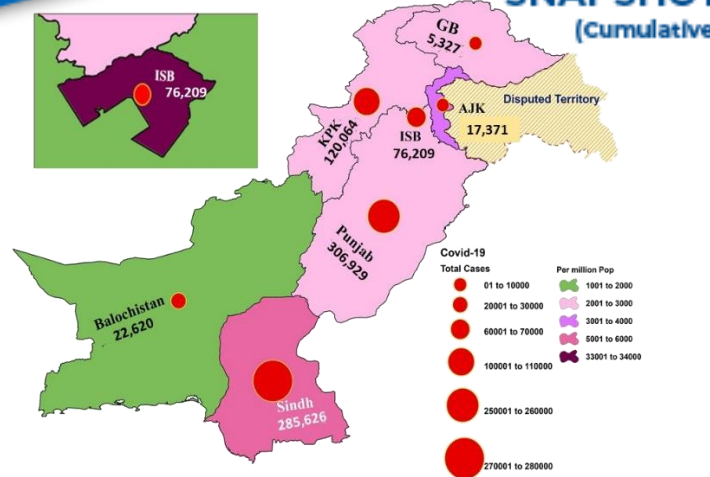 SNAPSHOT
(Cumulative
ISB
76,209
GB
5,327
Disputed Territory
AJK
17,371
KPK
120,064
ISB
76,209
Punjab
306,929
Balochistan
22,620
Sindh
285,626
Covid-19
Total Cases
01 to 10000
20001 to 30000
60001 to 70000
100001 to 110000
250001 to 260000
270001 to 280000
Per million Pop
1001 to 2000
2001 to 3000
3001 to 4000
5001 to 6000
33001 to 34000